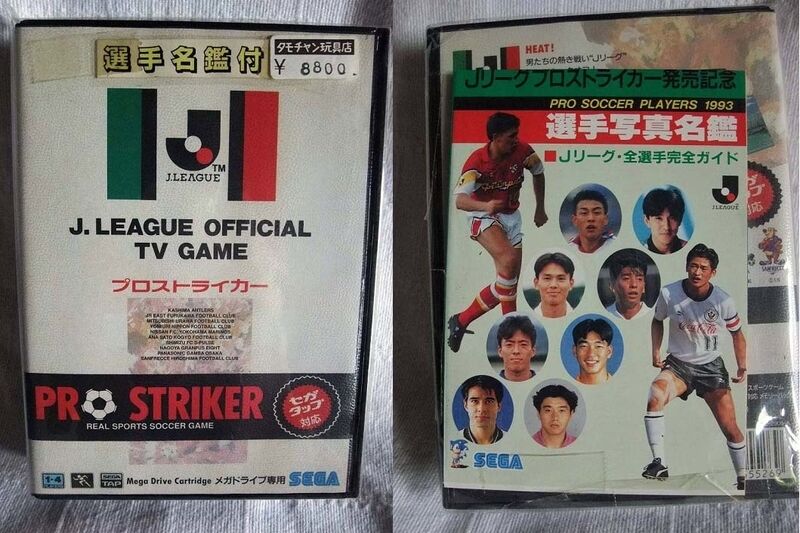 選手名鑑付
タモチャン玩具店
¥ 8800
J
TM
J.LEAGUE
J. LEAGUE OFFICIAL
TV GAME
プロストライカー
KASHIMA ANTLERS
JR EAST FURUKAWA FOOTBALL CLUB
MITSUBISHI URAWA FOOTBALL CLUB
YOMIURI NIPPON FOOTBALL CLUB
NISSAN F.C. YOKOHAMA MARINOS
ANA SATO KOGYO FOOTBALL CLUB
SHIMIZU FC S-PULSE
NAGOYA GRANPUS EIGHT
PANASONIC GAMBA OSAKA
SANFRECCE HIROSHIMA FOOTBALL CLUB
PRO STRIKER
REAL SPORTS SOCCER GAME
セガ
タップ
対応
1-4
SEGA
TAP
Mega Drive Cartridge メガドライブ専用 SEGA
HEAT!
男たちの熱き戦い"Jリーグ"
Jリーグプロストライカー発売記念
PRO SOCCER PLAYERS 1993
選手写真名鑑
■Jリーグ・全選手完全ガイド
J.LEAGUE
Coca-Cola
11
SEGA